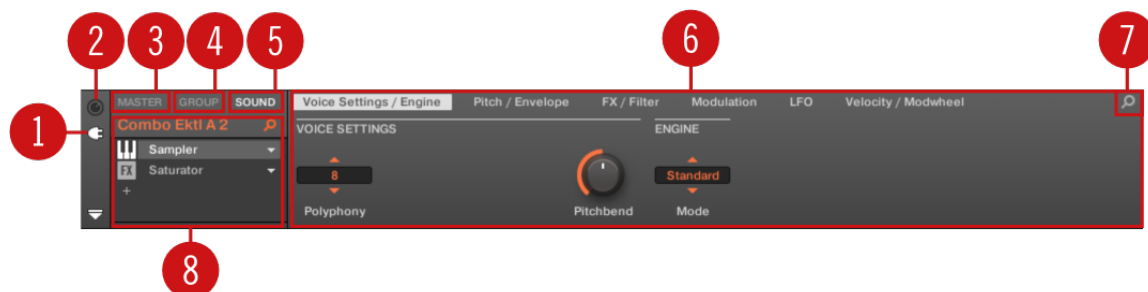 2 3 4 5 6 7
MASTER GROUP SOUND Voice Settings / Engine Pitch / Envelope FX / Filter Modulation LFO Velocity / Modwheel
1
Combo Ektl A 2 VOICE SETTINGS ENGINE
Sampler
FX Saturator 8 Standard
+
Polyphony Pitchbend Mode
8